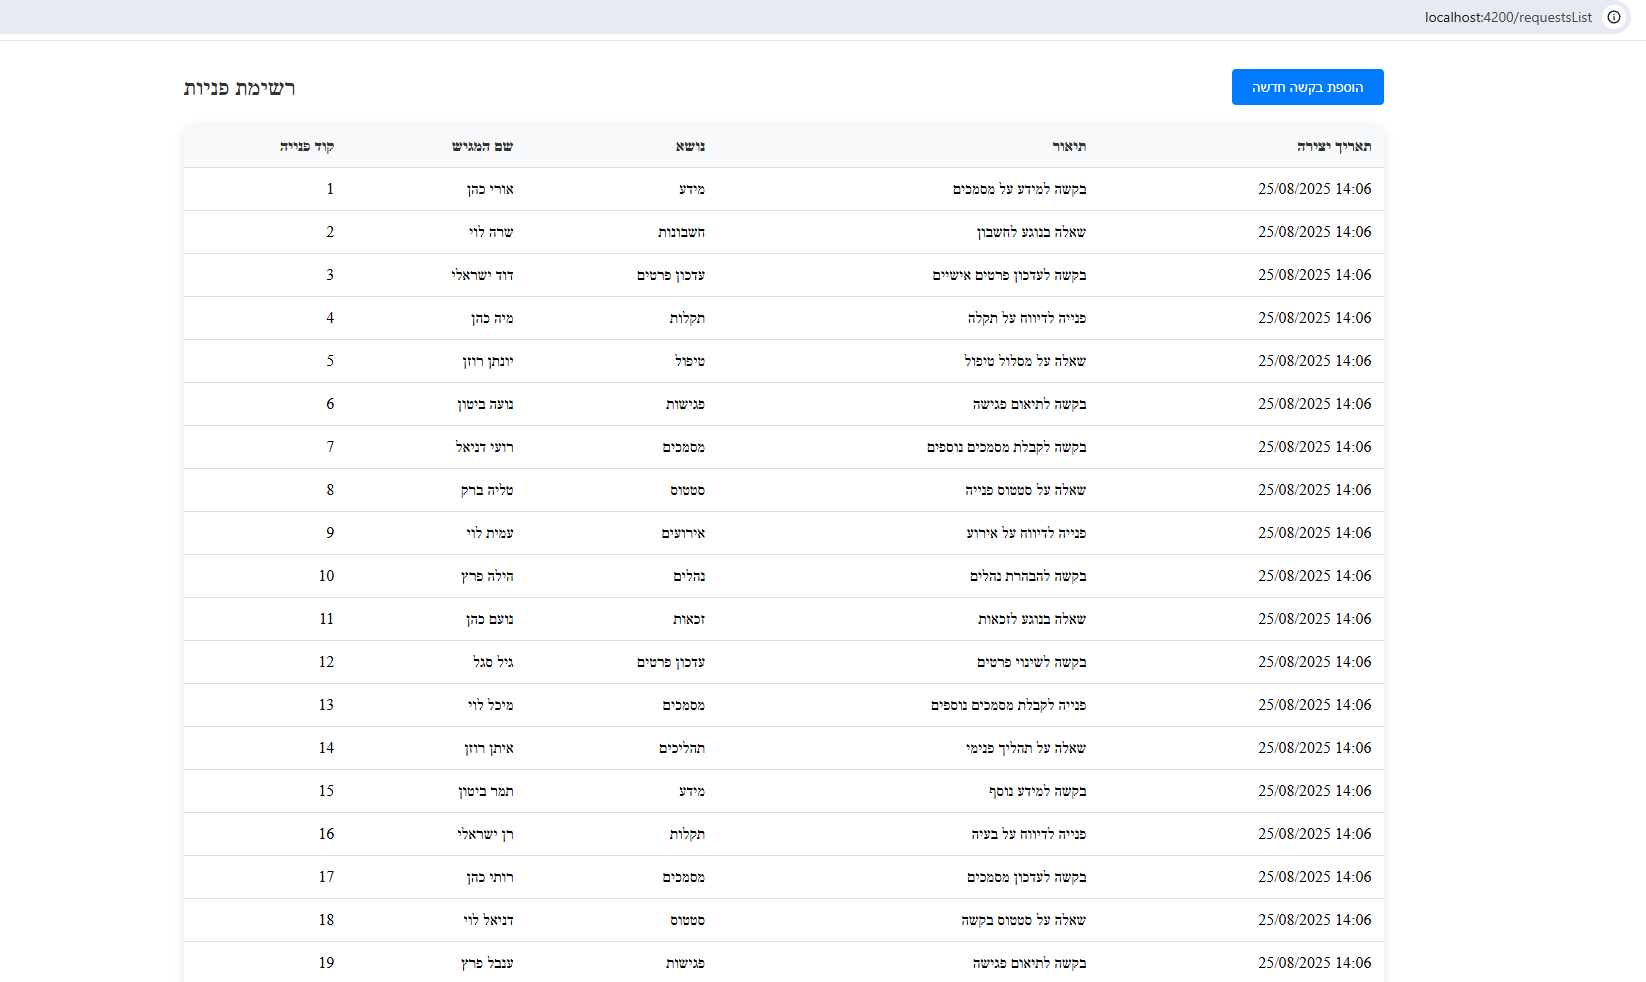 localhost:4200/requestsList
רשימת פניות
הוספת בקשה חדשה
קוד פנייה שם המגיש נושא תיאור תאריך יצירה
1 אורי כהן מידע בקשה למידע על מסמכים 25/08/2025 14:06
2 שרה לוי חשבונות שאלה בנוגע לחשבון 25/08/2025 14:06
3 דוד ישראלי עדכון פרטים בקשה לעדכון פרטים אישיים 25/08/2025 14:06
4 מיה כהן תקלות פנייה לדיווח על תקלה 25/08/2025 14:06
5 יונתן רוזן טיפול שאלה על מסלול טיפול 25/08/2025 14:06
6 נועה ביטון פגישות בקשה לתיאום פגישה 25/08/2025 14:06
7 רועי דניאל מסמכים בקשה לקבלת מסמכים נוספים 25/08/2025 14:06
8 טליה ברק סטטוס שאלה על סטטוס פנייה 25/08/2025 14:06
9 עמית לוי אירועים פנייה לדיווח על אירוע 25/08/2025 14:06
10 הילה פרץ נהלים בקשה להבהרת נהלים 25/08/2025 14:06
11 נועם כהן זכאות שאלה בנוגע לזכאות 25/08/2025 14:06
12 גיל סגל עדכון פרטים בקשה לשינוי פרטים 25/08/2025 14:06
13 מיכל לוי מסמכים פנייה לקבלת מסמכים נוספים 25/08/2025 14:06
14 איתן רוזן תהליכים שאלה על תהליך פנימי 25/08/2025 14:06
15 תמר ביטון מידע בקשה למידע נוסף 25/08/2025 14:06
16 רן ישראלי תקלות פנייה לדיווח על בעיה 25/08/2025 14:06
17 רותי כהן מסמכים בקשה לעדכון מסמכים 25/08/2025 14:06
18 דניאל לוי סטטוס שאלה על סטטוס בקשה 25/08/2025 14:06
19 ענבל פרץ פגישות בקשה לתיאום פגישה 25/08/2025 14:06